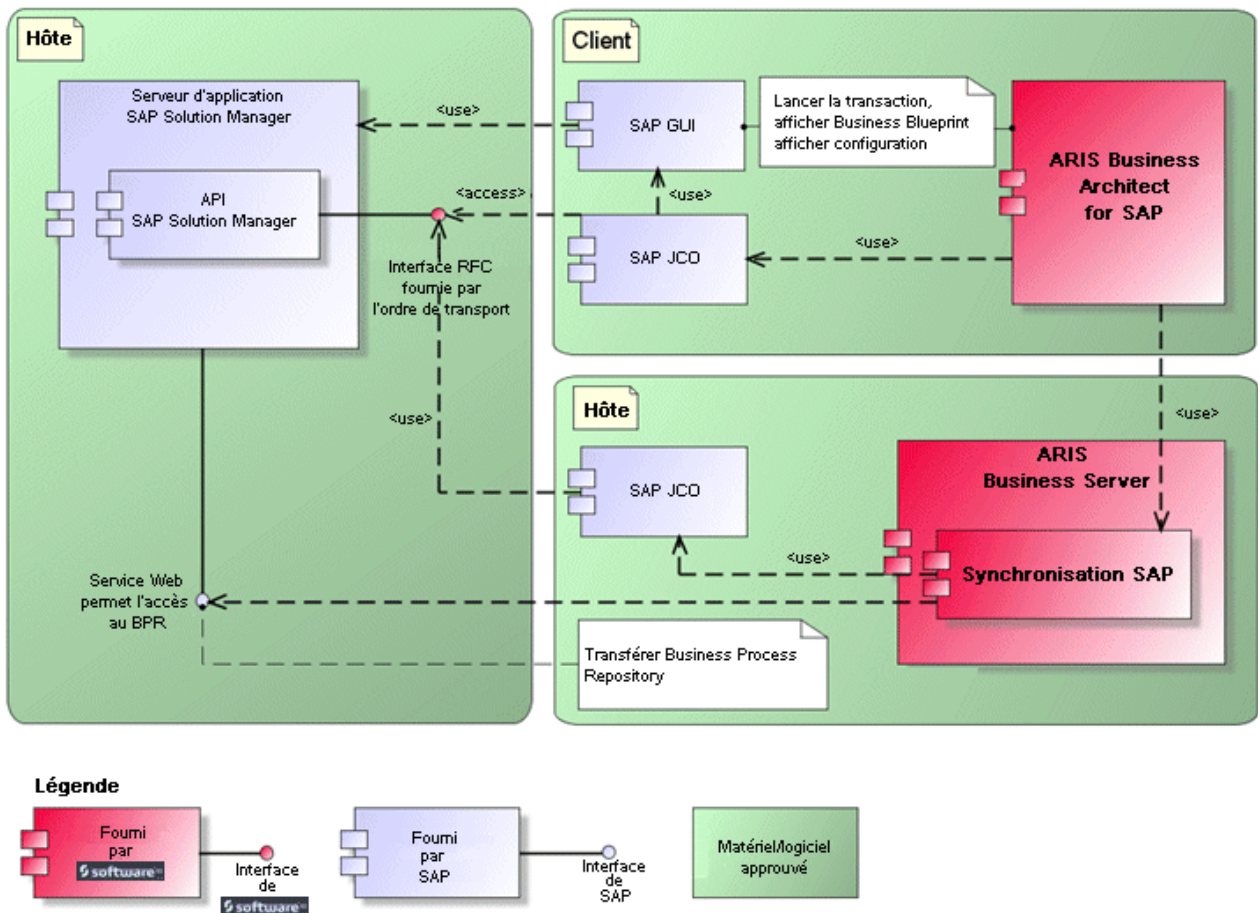 Hôte
Serveur d'application
SAP Solution Manager
API
SAP Solution Manager
<use>
<access>
Interface RFC
fournie par
l'ordre de transport
<use>
Service Web
permet l'accès
au BPR
Client
SAP GUI
Lancer la transaction,
afficher Business Blueprint
afficher configuration
ARIS Business
Architect
for SAP
<use>
SAP JCO
<use>
<use>
Hôte
SAP JCO
ARIS
Business Server
<use>
Synchronisation SAP
Transférer Business Process
Repository
Légende
Fourni
par
software
Interface
de
software
Fourni
par
SAP
Interface
de
SAP
Matériel/logiciel
approuvé